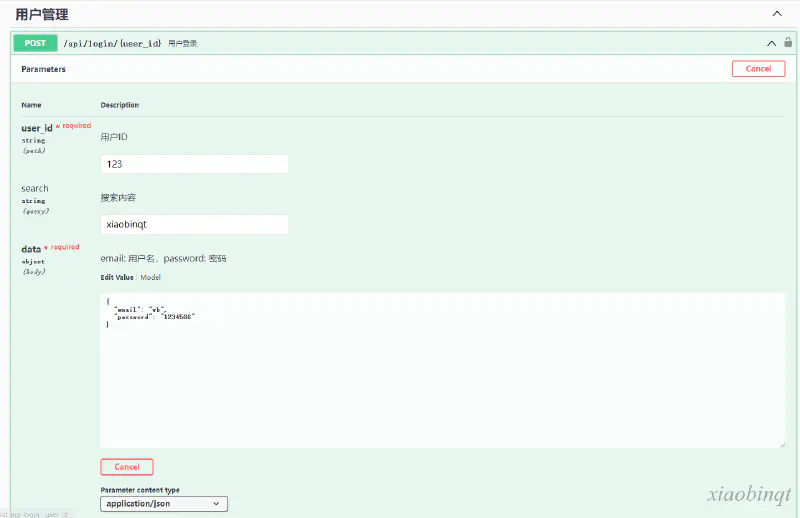 用户管理
POST /api/login/{user_id} 用户登录
Parameters
Cancel
Name Description
user_id * required
string
(path)
用户ID
123
search
string
(query)
搜索内容
xiaobinqt
data * required
object
(body)
email: 用户名，password: 密码
Edit Value | Model
{
"email": "wb",
"password": "1234566"
}
Cancel
Parameter content type
application/json
xiaobinqt